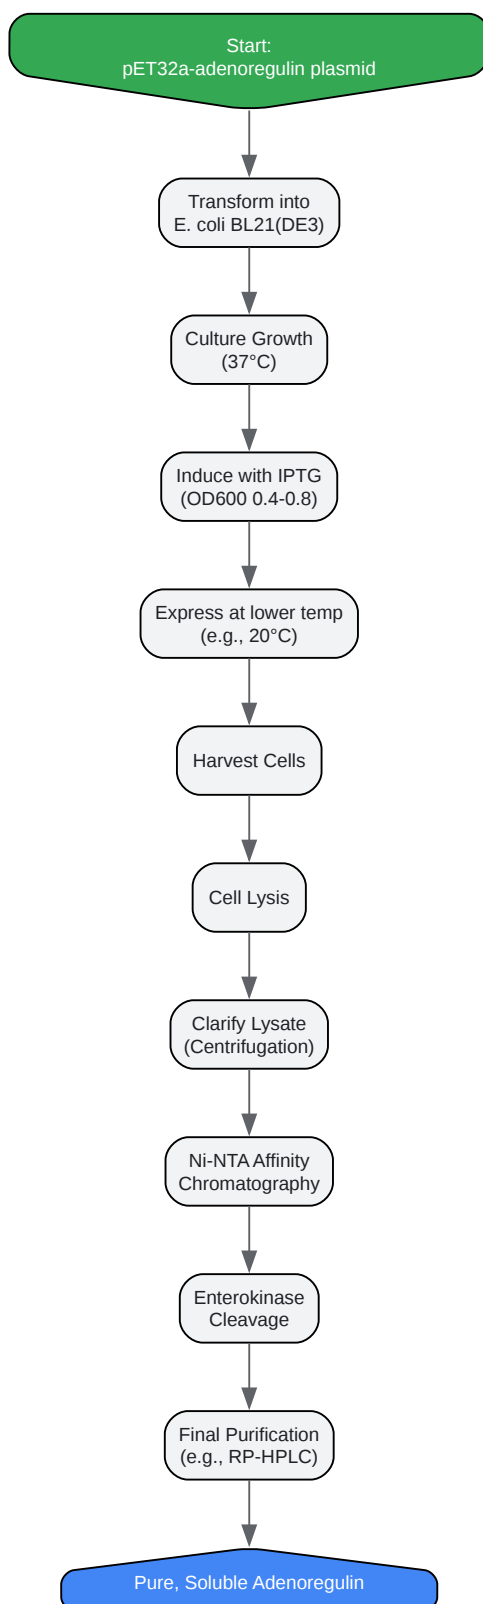 Start:
pET32a-adenoregulin plasmid
Transform into
E. coli BL21(DE3)
Culture Growth
(37°C)
Induce with IPTG
(OD600 0.4-0.8)
Express at lower temp
(e.g., 20°C)
Harvest Cells
Cell Lysis
Clarify Lysate
(Centrifugation)
Ni-NTA Affinity
Chromatography
Enterokinase
Cleavage
Final Purification
(e.g., RP-HPLC)
Pure, Soluble Adenoregulin